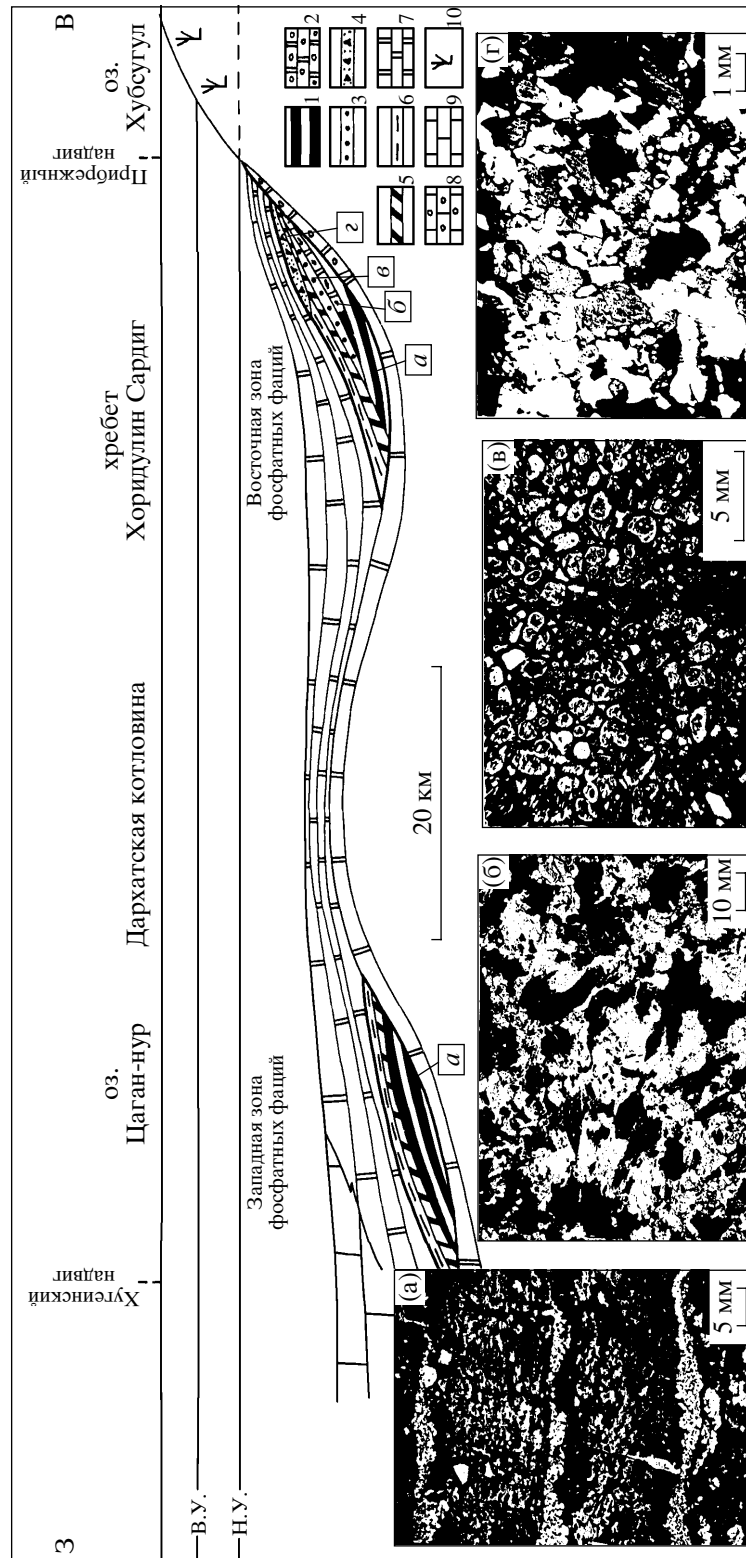 З
В
оз.
Цаган-нур
Дархатская котловина
хребет
Хоридулин Сардиг
оз.
Хубсугул
Хугеинский
надвиг
Прибрежный
надвиг
В.У.
Н.У.
Западная зона
фосфатных фаций
Восточная зона
фосфатных фаций
а
а
б
в
г
20 км
1
2
3
4
5
6
7
8
9
10
(а)
5 мм
(б)
10 мм
(в)
5 мм
(г)
1 мм